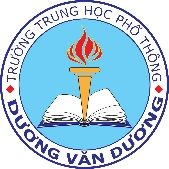 TRƯỜNG TRUNG HỌC PHỔ THÔNG
DƯƠNG VĂN DƯƠNG